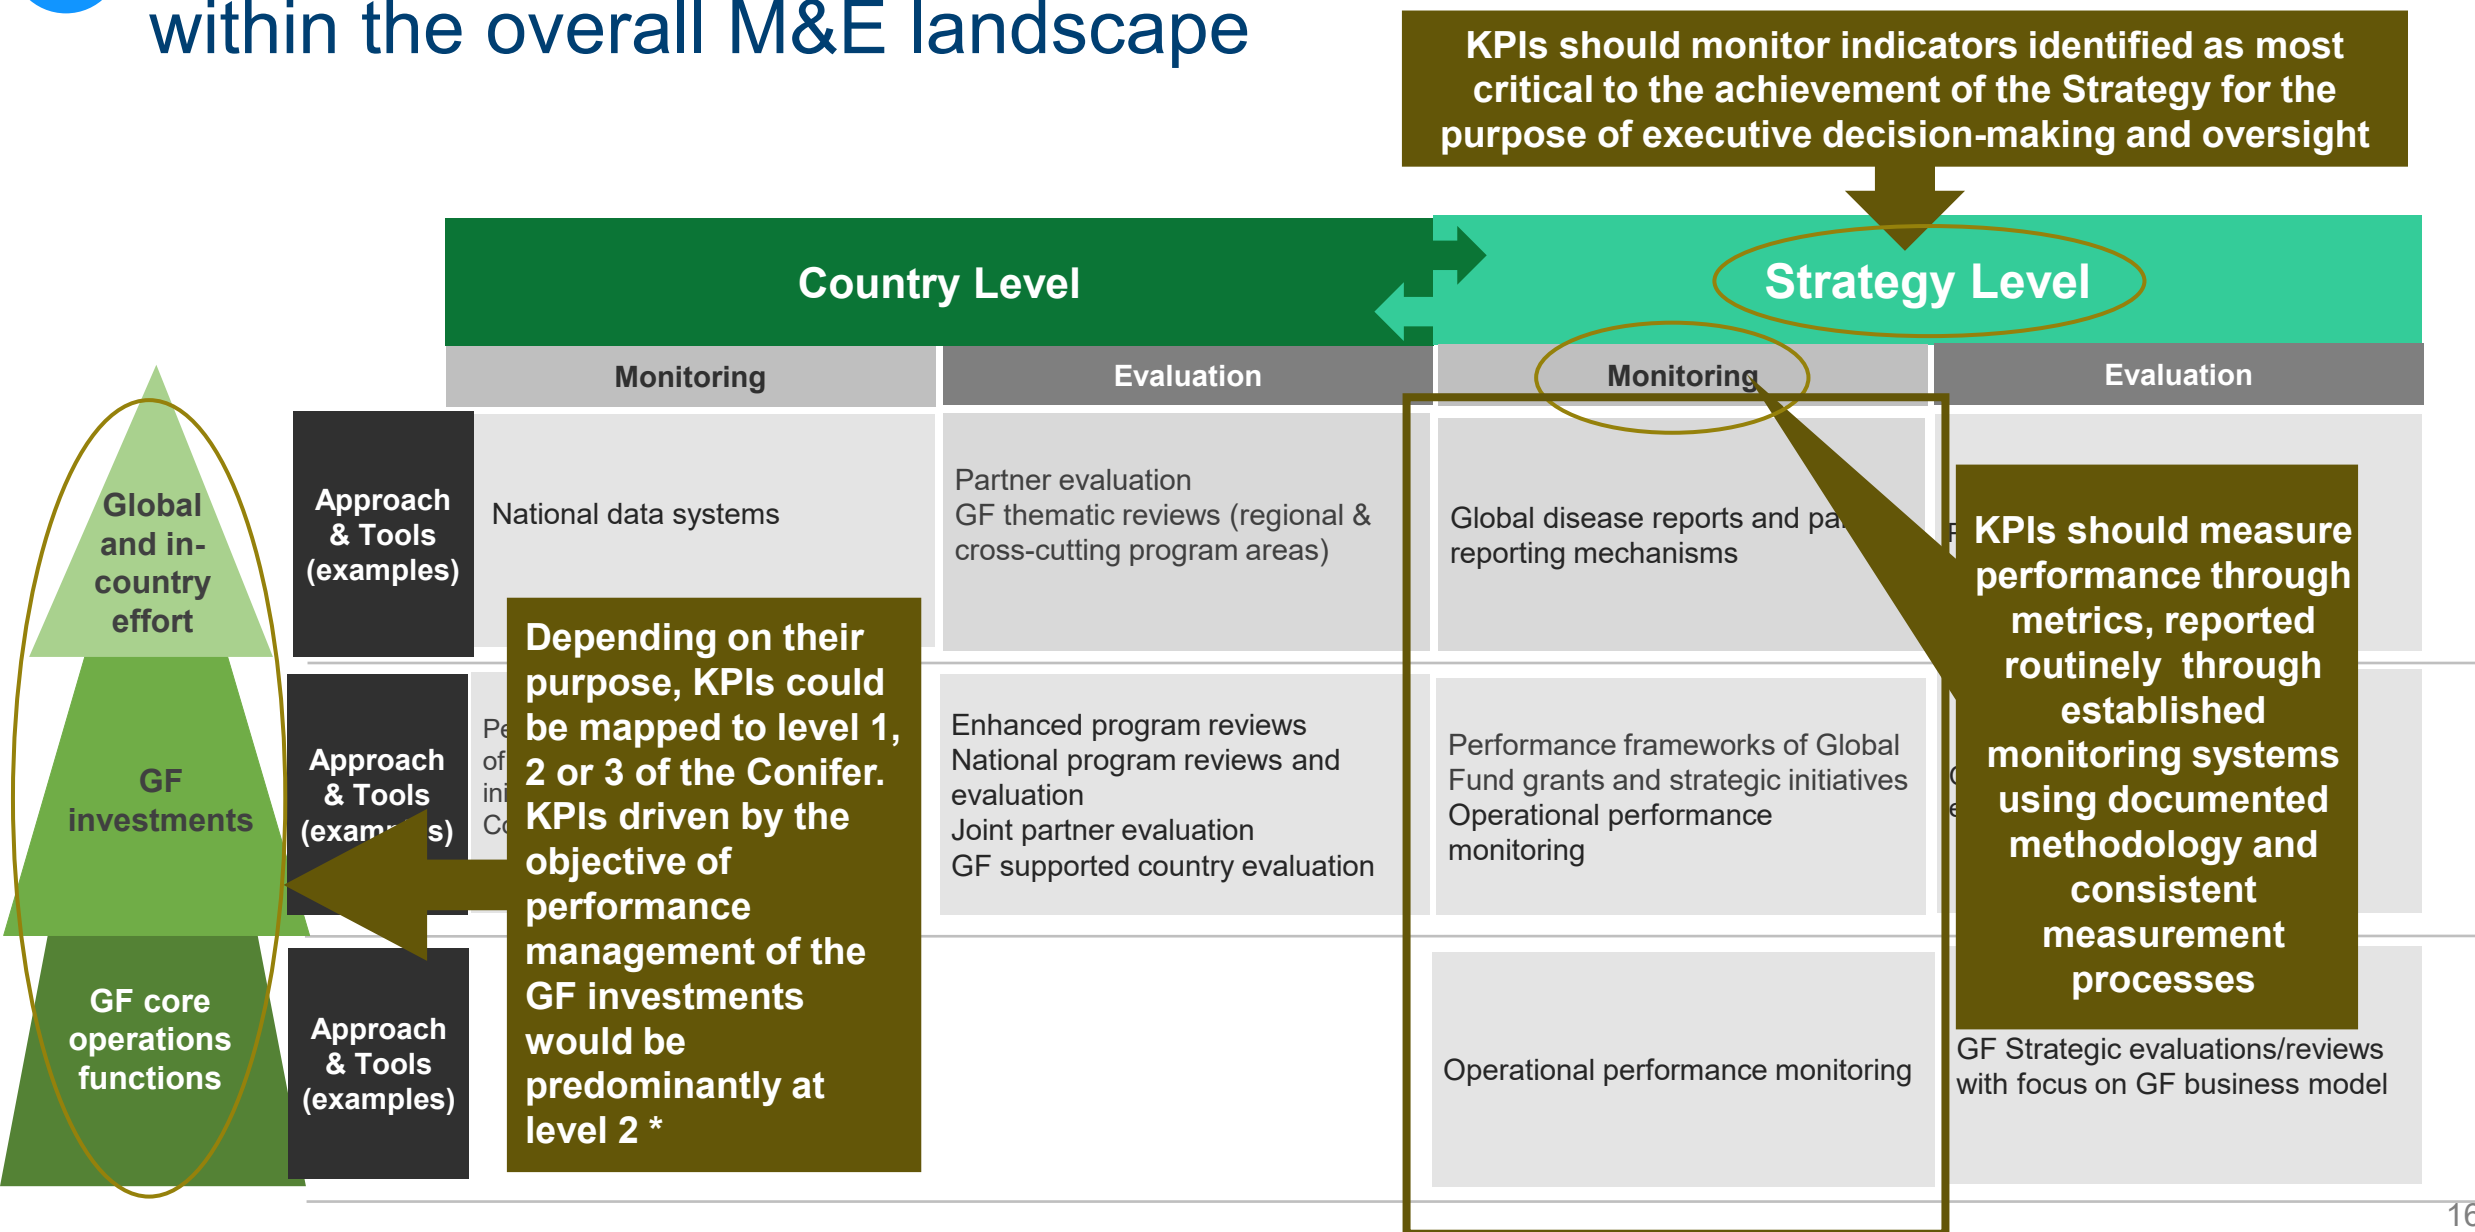 within the overall M&E landscape
KPIs should monitor indicators identified as most
critical to the achievement of the Strategy for the
purpose of executive decision-making and oversight
Country Level
Strategy Level
Monitoring
Evaluation
Monitoring
Evaluation
Global
and in-
country
effort
Approach
& Tools
(examples)
National data systems
Partner evaluation
GF thematic reviews (regional &
cross-cutting program areas)
Global disease reports and
reporting mechanisms
KPIs should measure
performance through
metrics, reported
routinely through
established
monitoring systems
using documented
methodology and
consistent
measurement
processes
Depending on their
purpose, KPIs could
be mapped to level 1,
2 or 3 of the Conifer.
KPIs driven by the
objective of
performance
management of the
GF investments
would be
predominantly at
level 2 *
GF
investments
Approach
& Tools
(examples)
of
Enhanced program reviews
National program reviews and
evaluation
Joint partner evaluation
GF supported country evaluation
Performance frameworks of Global
Fund grants and strategic initiatives
Operational performance
monitoring
GF core
operations
functions
Approach
& Tools
(examples)
Operational performance monitoring
GF Strategic evaluations/reviews
with focus on GF business model
16